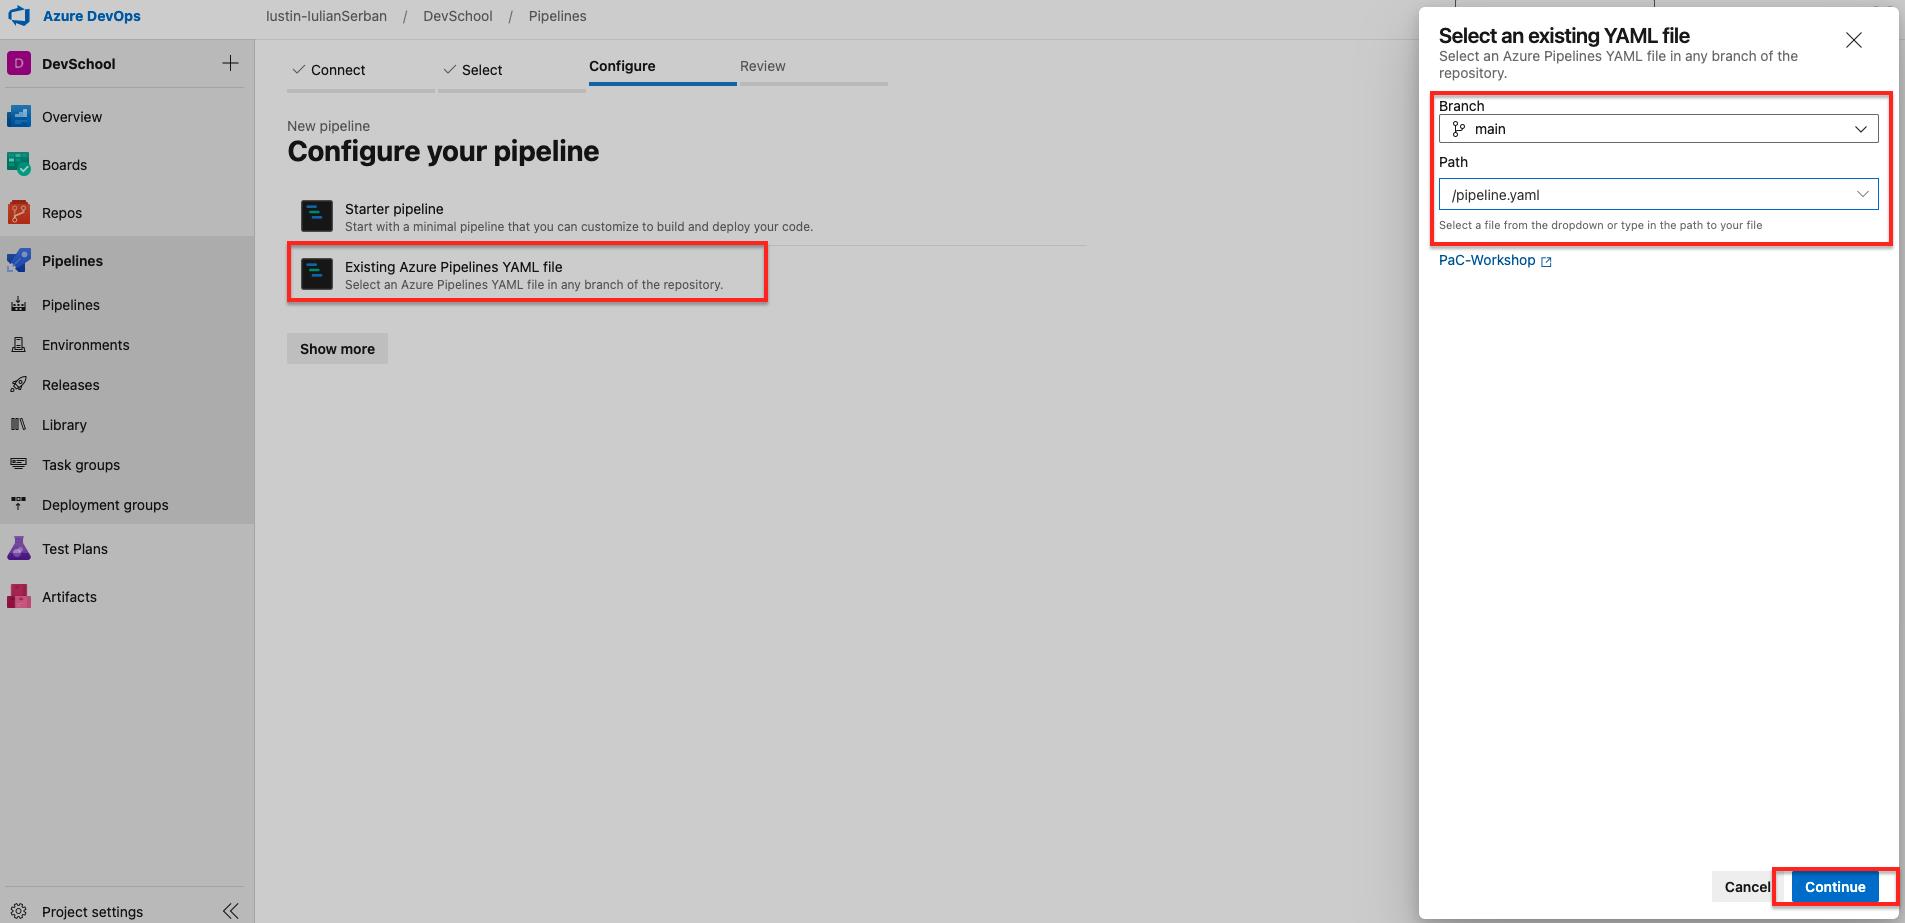 Azure DevOps
Iustin-IulianSerban / DevSchool / Pipelines
D DevSchool
Overview
Boards
Repos
Pipelines
Pipelines
Environments
Releases
Library
Task groups
Deployment groups
Test Plans
Artifacts
Project settings
Connect Select Configure Review
New pipeline
Configure your pipeline
Starter pipeline
Start with a minimal pipeline that you can customize to build and deploy your code.
Existing Azure Pipelines YAML file
Select an Azure Pipelines YAML file in any branch of the repository.
Show more
Select an existing YAML file
Select an Azure Pipelines YAML file in any branch of the
repository.
Branch
main
Path
/pipeline.yaml
Select a file from the dropdown or type in the path to your file
PaC-Workshop
Cancel Continue